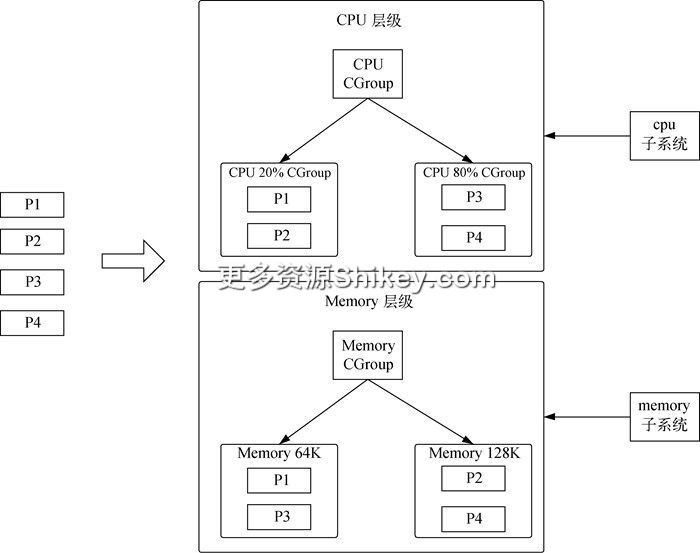 CPU 层级
CPU
CGroup
cpu
子系统
CPU 20% CGroup
P1
P2
CPU 80% CGroup
P3
P4
P1
P2
P3
P4
更多资源Shikey.com
Memory 层级
Memory
CGroup
memory
子系统
Memory 64K
P1
P3
Memory 128K
P2
P4